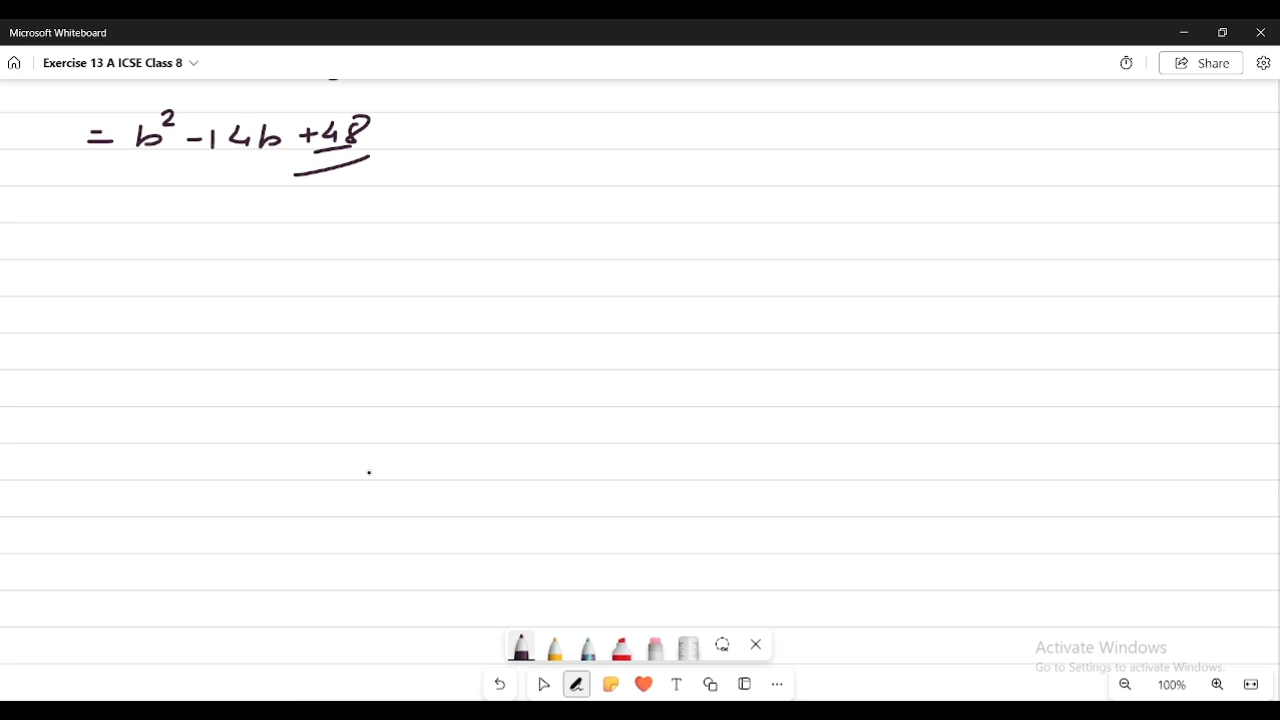 Microsoft Whiteboard
Exercise 13 A ICSE Class 8
Share
= b² -14b +48
Activate Windows
Go to Settings to activate Windows.
100%